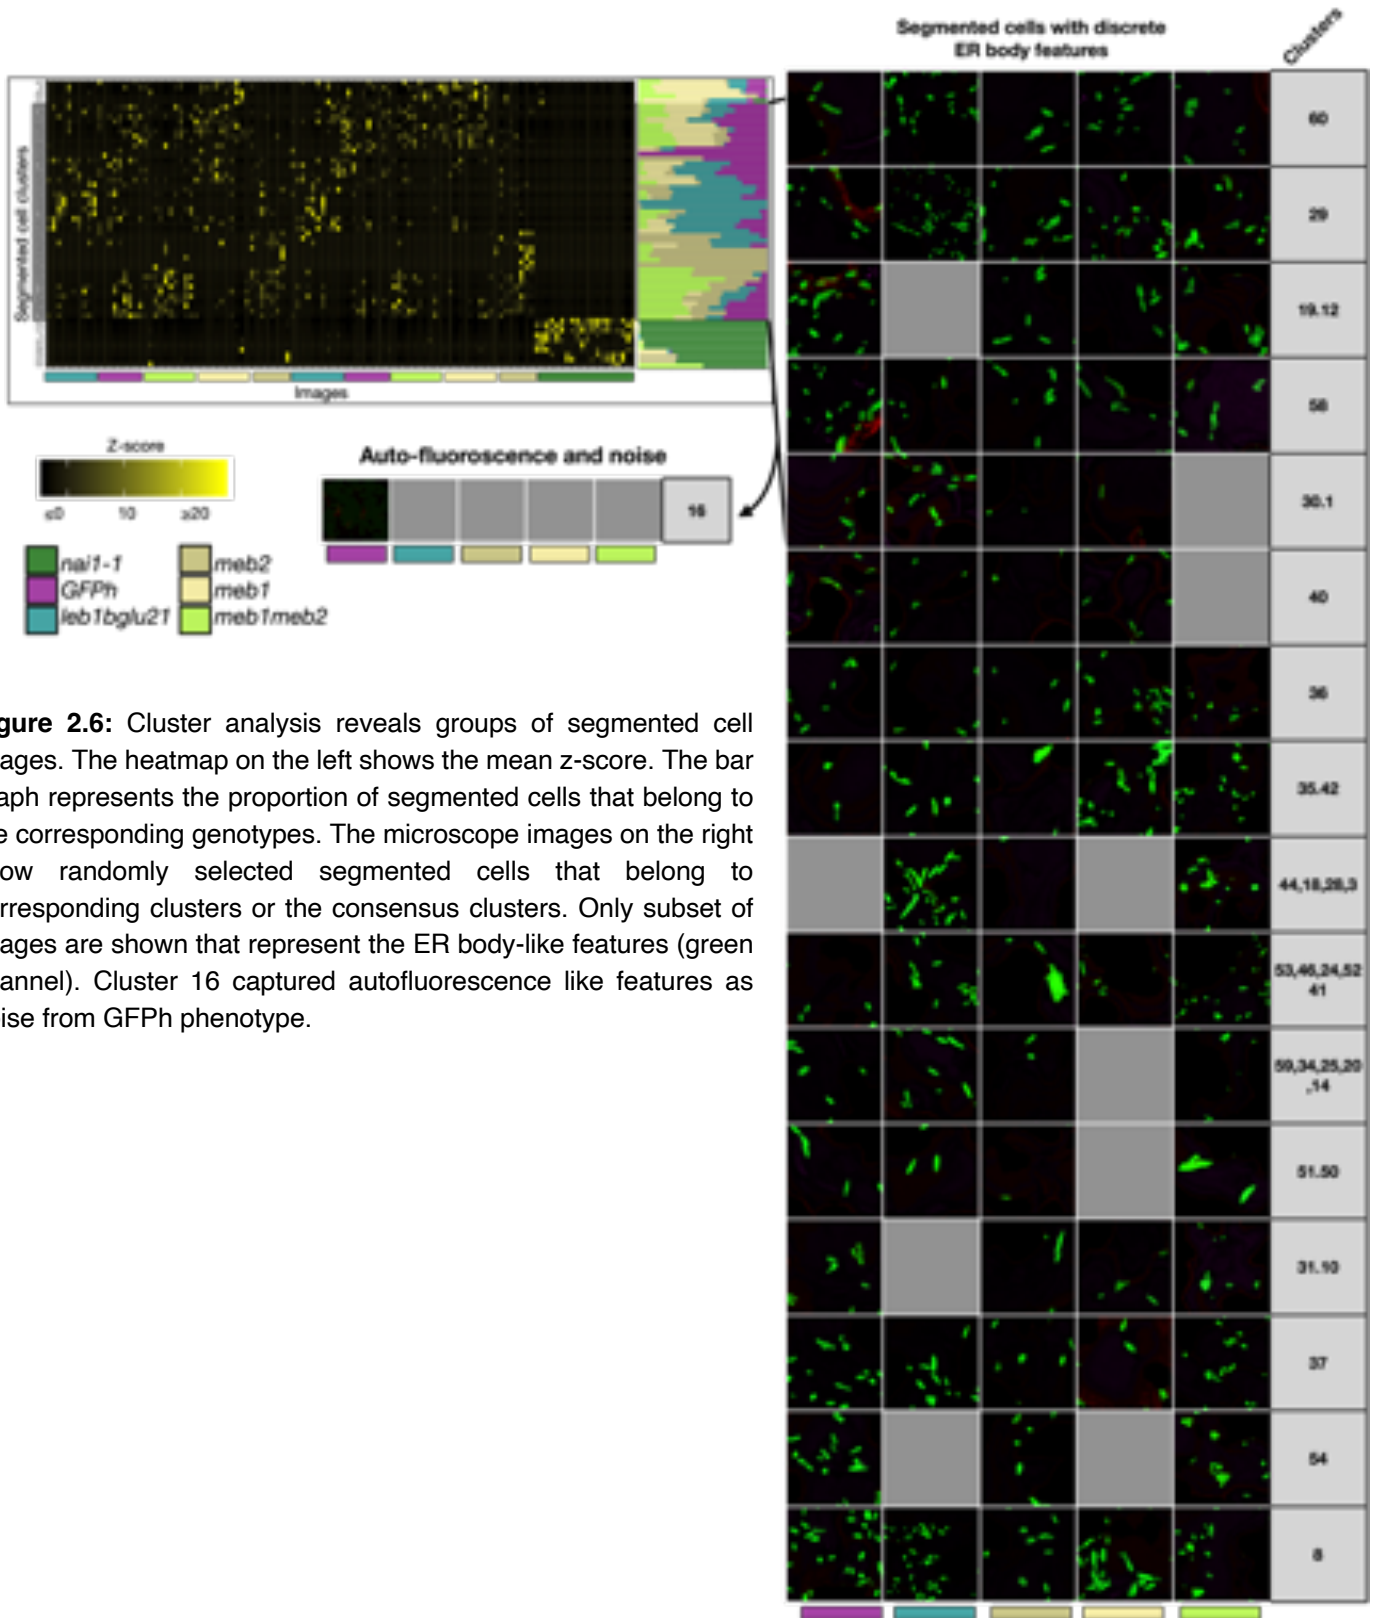 Segmented cells with discrete
ER body features
Clusters
Segmented cell clusters
Images
Z-score
≤0 10 ≥20
Auto-fluoroscence and noise
16
nai1-1
GFPh
leb1bglu21
meb2
meb1
meb1meb2
60
29
19.12
58
30.1
40
36
35.42
44,18,28,3
53,46,24,52
41
59,34,25,20
,14
51.50
31.10
37
54
8
gure 2.6: Cluster analysis reveals groups of segmented cell
ages. The heatmap on the left shows the mean z-score. The bar
aph represents the proportion of segmented cells that belong to
e corresponding genotypes. The microscope images on the right
ow randomly selected segmented cells that belong to
rresponding clusters or the consensus clusters. Only subset of
ages are shown that represent the ER body-like features (green
annel). Cluster 16 captured autofluorescence like features as
ise from GFPh phenotype.